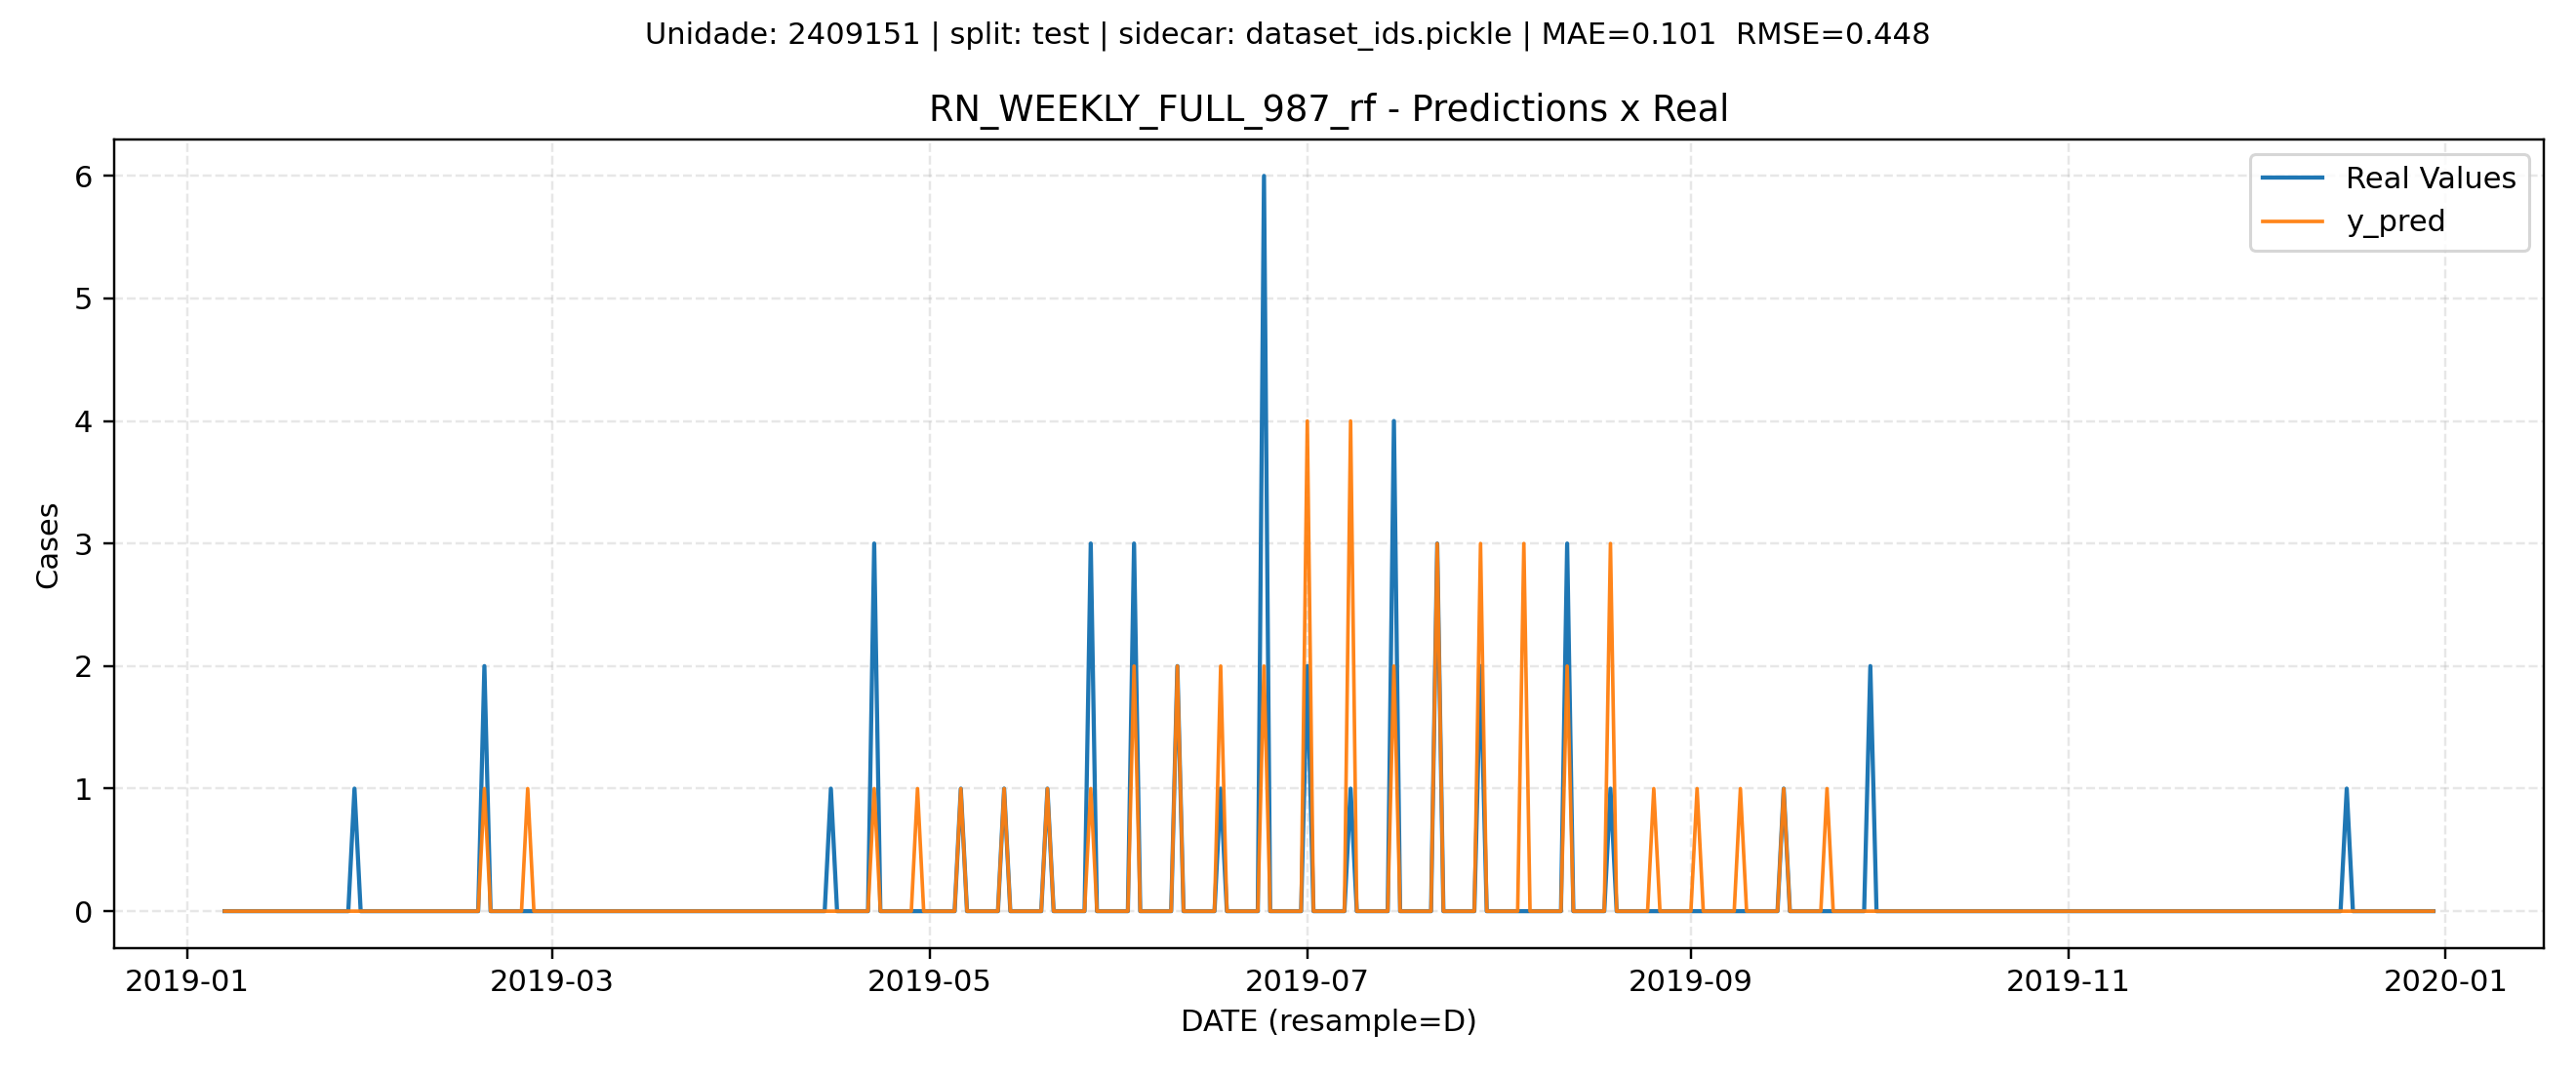 Unidade: 2409151 | split: test | sidecar: dataset_ids.pickle | MAE=0.101  RMSE=0.448
RN_WEEKLY_FULL_987_rf - Predictions x Real
Real Values
y_pred
6
5
4
3
2
1
0
Cases
2019-01
2019-03
2019-05
2019-07
2019-09
2019-11
2020-01
DATE (resample=D)